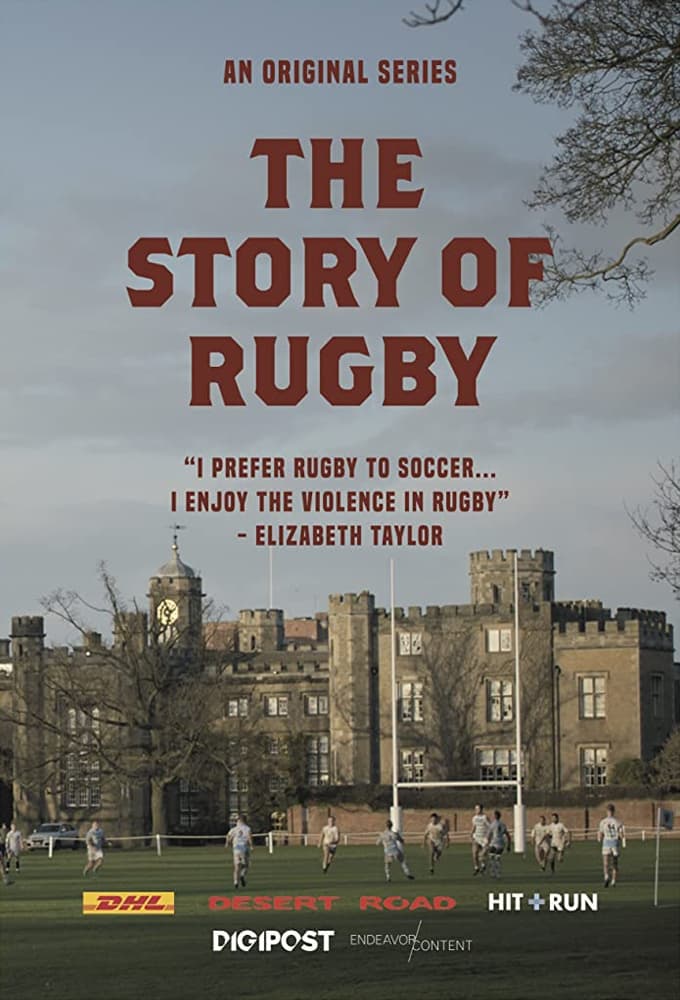 AN ORIGINAL SERIES
THE
STORY OF
RUGBY
“I PREFER RUGBY TO SOCCER...
I ENJOY THE VIOLENCE IN RUGBY”
- ELIZABETH TAYLOR
DHL DESERT ROAD HIT+RUN
DIGIPOST ENDEAVOR/CONTENT